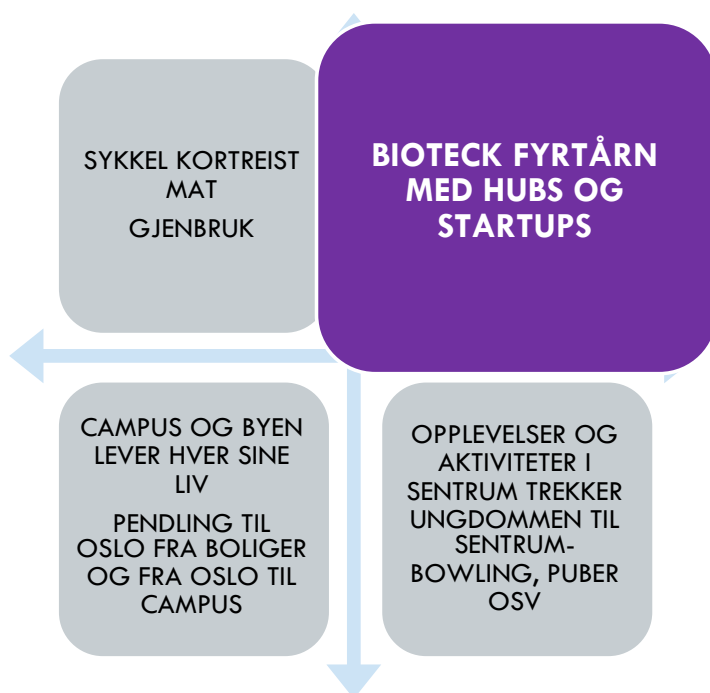 SYKKEL KORTREIST
MAT
GJENBRUK
BIOTECK FYRTÅRN
MED HUBS OG
STARTUPS
CAMPUS OG BYEN
LEVER HVER SINE
LIV
PENDLING TIL
OSLO FRA BOLIGER
OG FRA OSLO TIL
CAMPUS
OPPLEVELSER OG
AKTIVITETER I
SENTRUM TREKKER
UNGDOMMEN TIL
SENTRUM-
BOWLING, PUBER
OSV